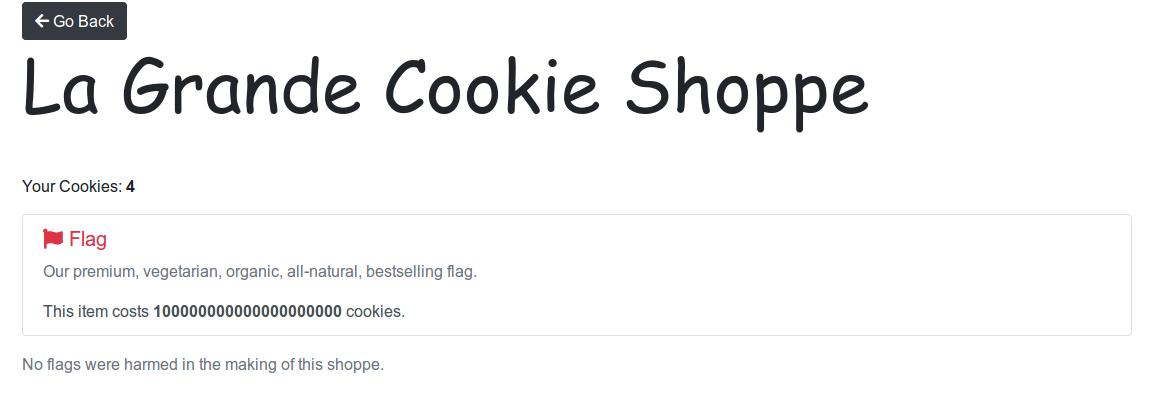 Go Back
La Grande Cookie Shoppe
Your Cookies: 4
Flag
Our premium, vegetarian, organic, all-natural, bestselling flag.
This item costs 100000000000000000000 cookies.
No flags were harmed in the making of this shoppe.